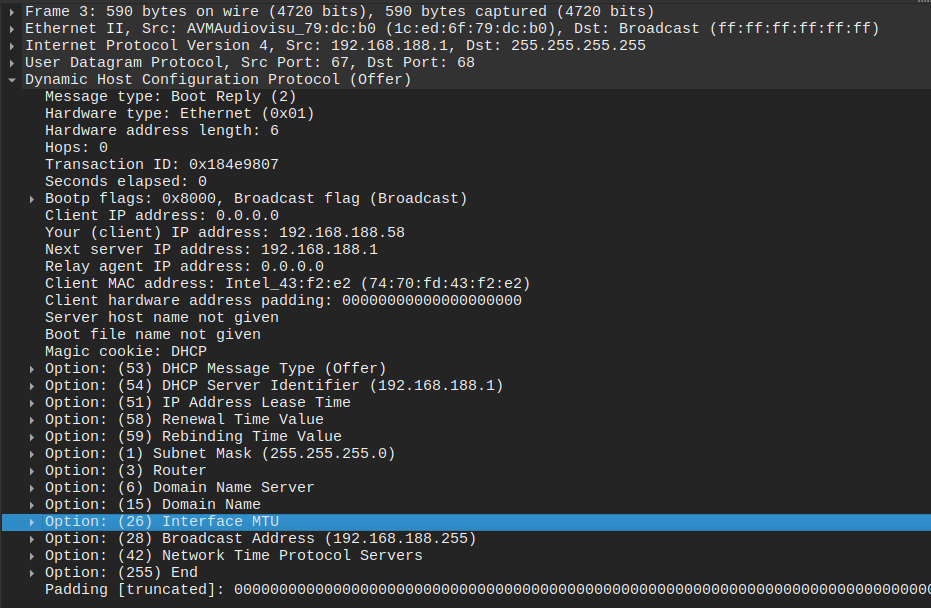 Frame 3: 590 bytes on wire (4720 bits), 590 bytes captured (4720 bits)
Ethernet II, Src: AVMAudiovisu_79:dc:b0 (1c:ed:6f:79:dc:b0), Dst: Broadcast (ff:ff:ff:ff:ff:ff)
Internet Protocol Version 4, Src: 192.168.188.1, Dst: 255.255.255.255
User Datagram Protocol, Src Port: 67, Dst Port: 68
Dynamic Host Configuration Protocol (Offer)
Message type: Boot Reply (2)
Hardware type: Ethernet (0x01)
Hardware address length: 6
Hops: 0
Transaction ID: 0x184e9807
Seconds elapsed: 0
Bootp flags: 0x8000, Broadcast flag (Broadcast)
Client IP address: 0.0.0.0
Your (client) IP address: 192.168.188.58
Next server IP address: 192.168.188.1
Relay agent IP address: 0.0.0.0
Client MAC address: Intel_43:f2:e2 (74:70:fd:43:f2:e2)
Client hardware address padding: 00000000000000000000
Server host name not given
Boot file name not given
Magic cookie: DHCP
Option: (53) DHCP Message Type (Offer)
Option: (54) DHCP Server Identifier (192.168.188.1)
Option: (51) IP Address Lease Time
Option: (58) Renewal Time Value
Option: (59) Rebinding Time Value
Option: (1) Subnet Mask (255.255.255.0)
Option: (3) Router
Option: (6) Domain Name Server
Option: (15) Domain Name
Option: (26) Interface MTU
Option: (28) Broadcast Address (192.168.188.255)
Option: (42) Network Time Protocol Servers
Option: (255) End
Padding [truncated]: 00000000000000000000000000000000000000000000000000000000000000000000000000000